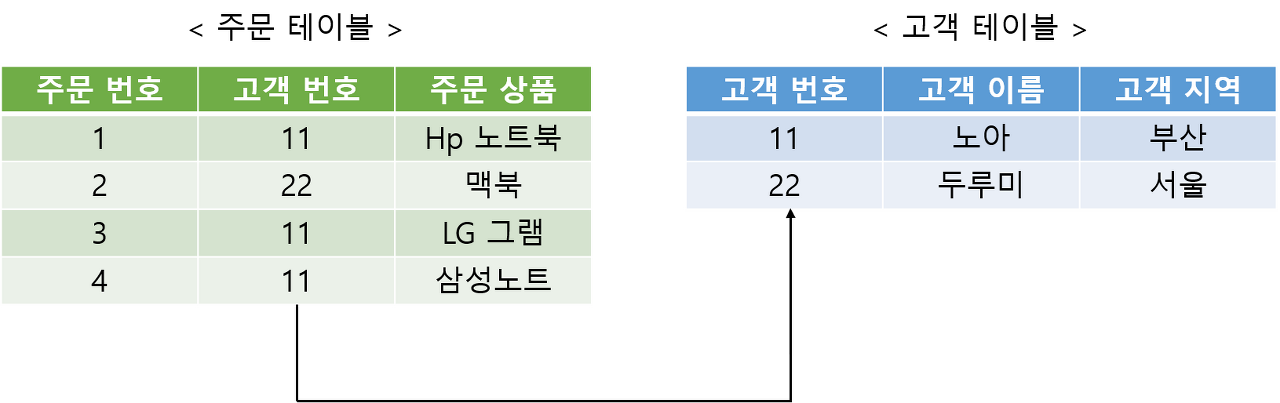 < 주문 테이블 >
주문 번호 고객 번호 주문 상품
1 11 Hp 노트북
2 22 맥북
3 11 LG 그램
4 11 삼성노트
< 고객 테이블 >
고객 번호 고객 이름 고객 지역
11 노아 부산
22 두루미 서울